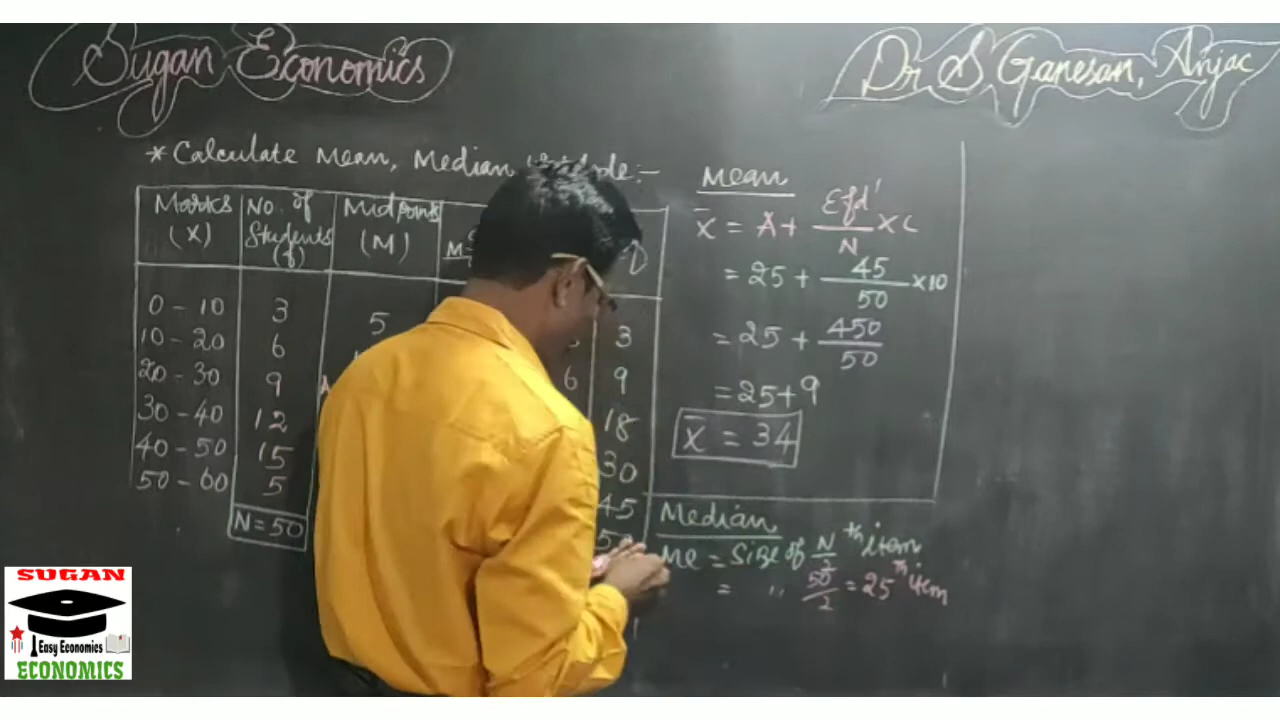 Sugan Economics
Dr S Ganesan, Anjac
* Calculate Mean, Median
Marks (X)
No. of Students (f)
Midpoints (M)
0 - 10 3 5 3
10 - 20 6 9
20 - 30 9 A 6 18
30 - 40 12 30
40 - 50 15 45
50 - 60 5
N = 50
Mean
x̄ = A + Σfd'/N × C
= 25 + 45/50 × 10
= 25 + 450/50
= 25 + 9
x̄ = 34
Median
Me = Size of N/2 th item
= ,, 50/2 = 25th item
SUGAN
Easy Economics
ECONOMICS